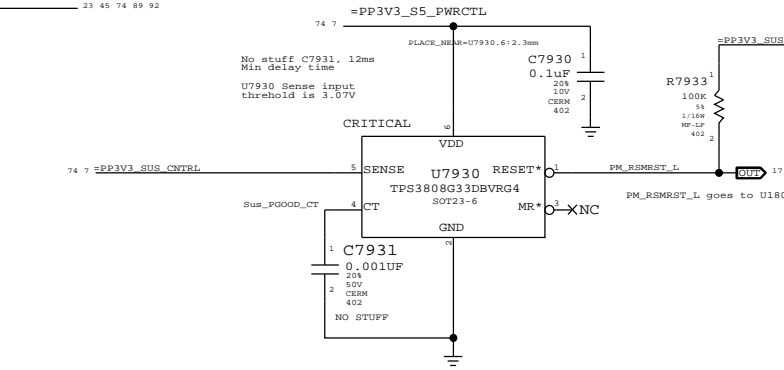 23 45 74 89 92
=PP3V3_S5_PWRCTL
74 7
PLACE_NEAR=U7930.6:2.3mm
No stuff C7931, 12ms
Min delay time
U7930 Sense input
threhold is 3.07V
C7930
0.1uF
20%
10V
CERM
402
1
2
=PP3V3_SUS
R7933
100K
5%
1/16W
MF-LF
402
1
2
CRITICAL
6
VDD
74 7
=PP3V3_SUS_CNTRL
5
SENSE
U7930
TPS3808G33DBVRG4
SOT23-6
RESET*
1
PM_RSMRST_L
OUT
17
PM_RSMRST_L goes to U180
Sus_PGOOD_CT
4
CT
MR*
3
NC
GND
2
1
C7931
0.001UF
20%
50V
CERM
402
2
NO STUFF